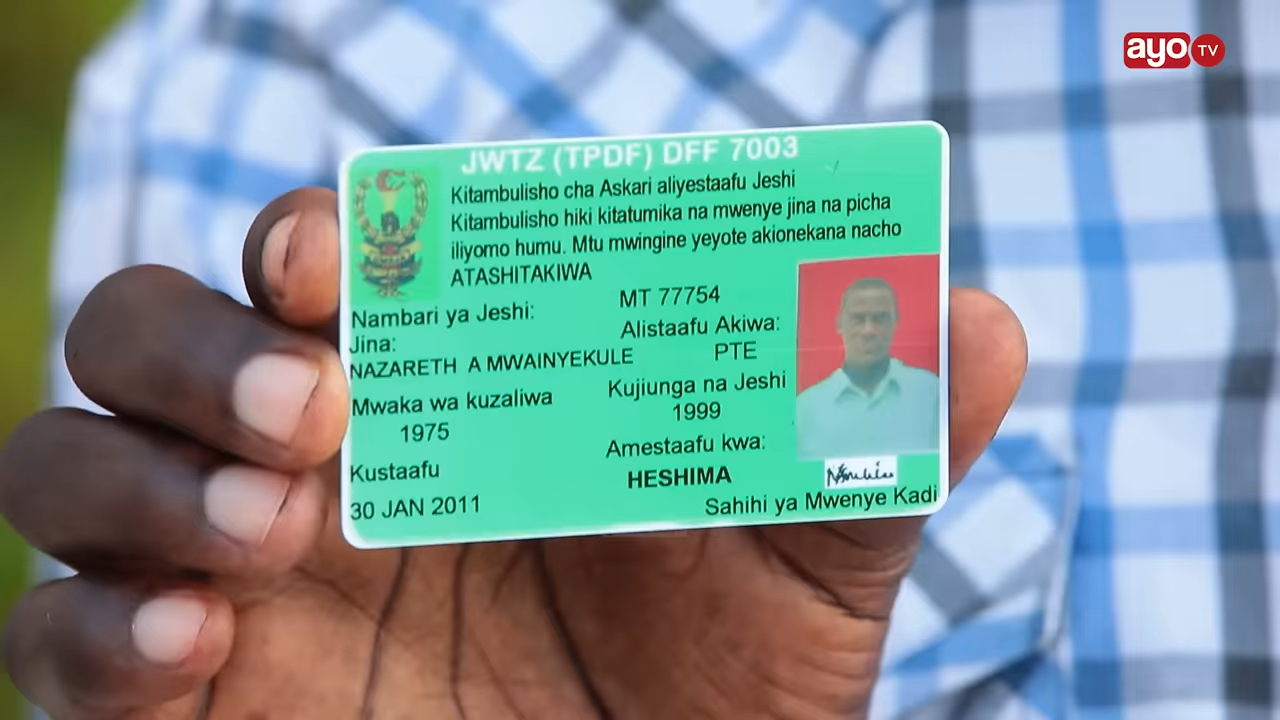 ayo TV
JWTZ (TPDF) DFF 7003
Kitambulisho cha Askari aliyestaafu Jeshi
Kitambulisho hiki kitatumika na mwenye jina na picha
iliyomo humu. Mtu mwingine yeyote akionekana nacho
ATASHITAKIWA
Nambari ya Jeshi: MT 77754
Jina: Alistaafu Akiwa:
NAZARETH A MWAINYEKULE PTE
Mwaka wa kuzaliwa Kujiunga na Jeshi
1975 1999
Kustaafu Amestaafu kwa:
30 JAN 2011 HESHIMA
Sahihi ya Mwenye Kadi